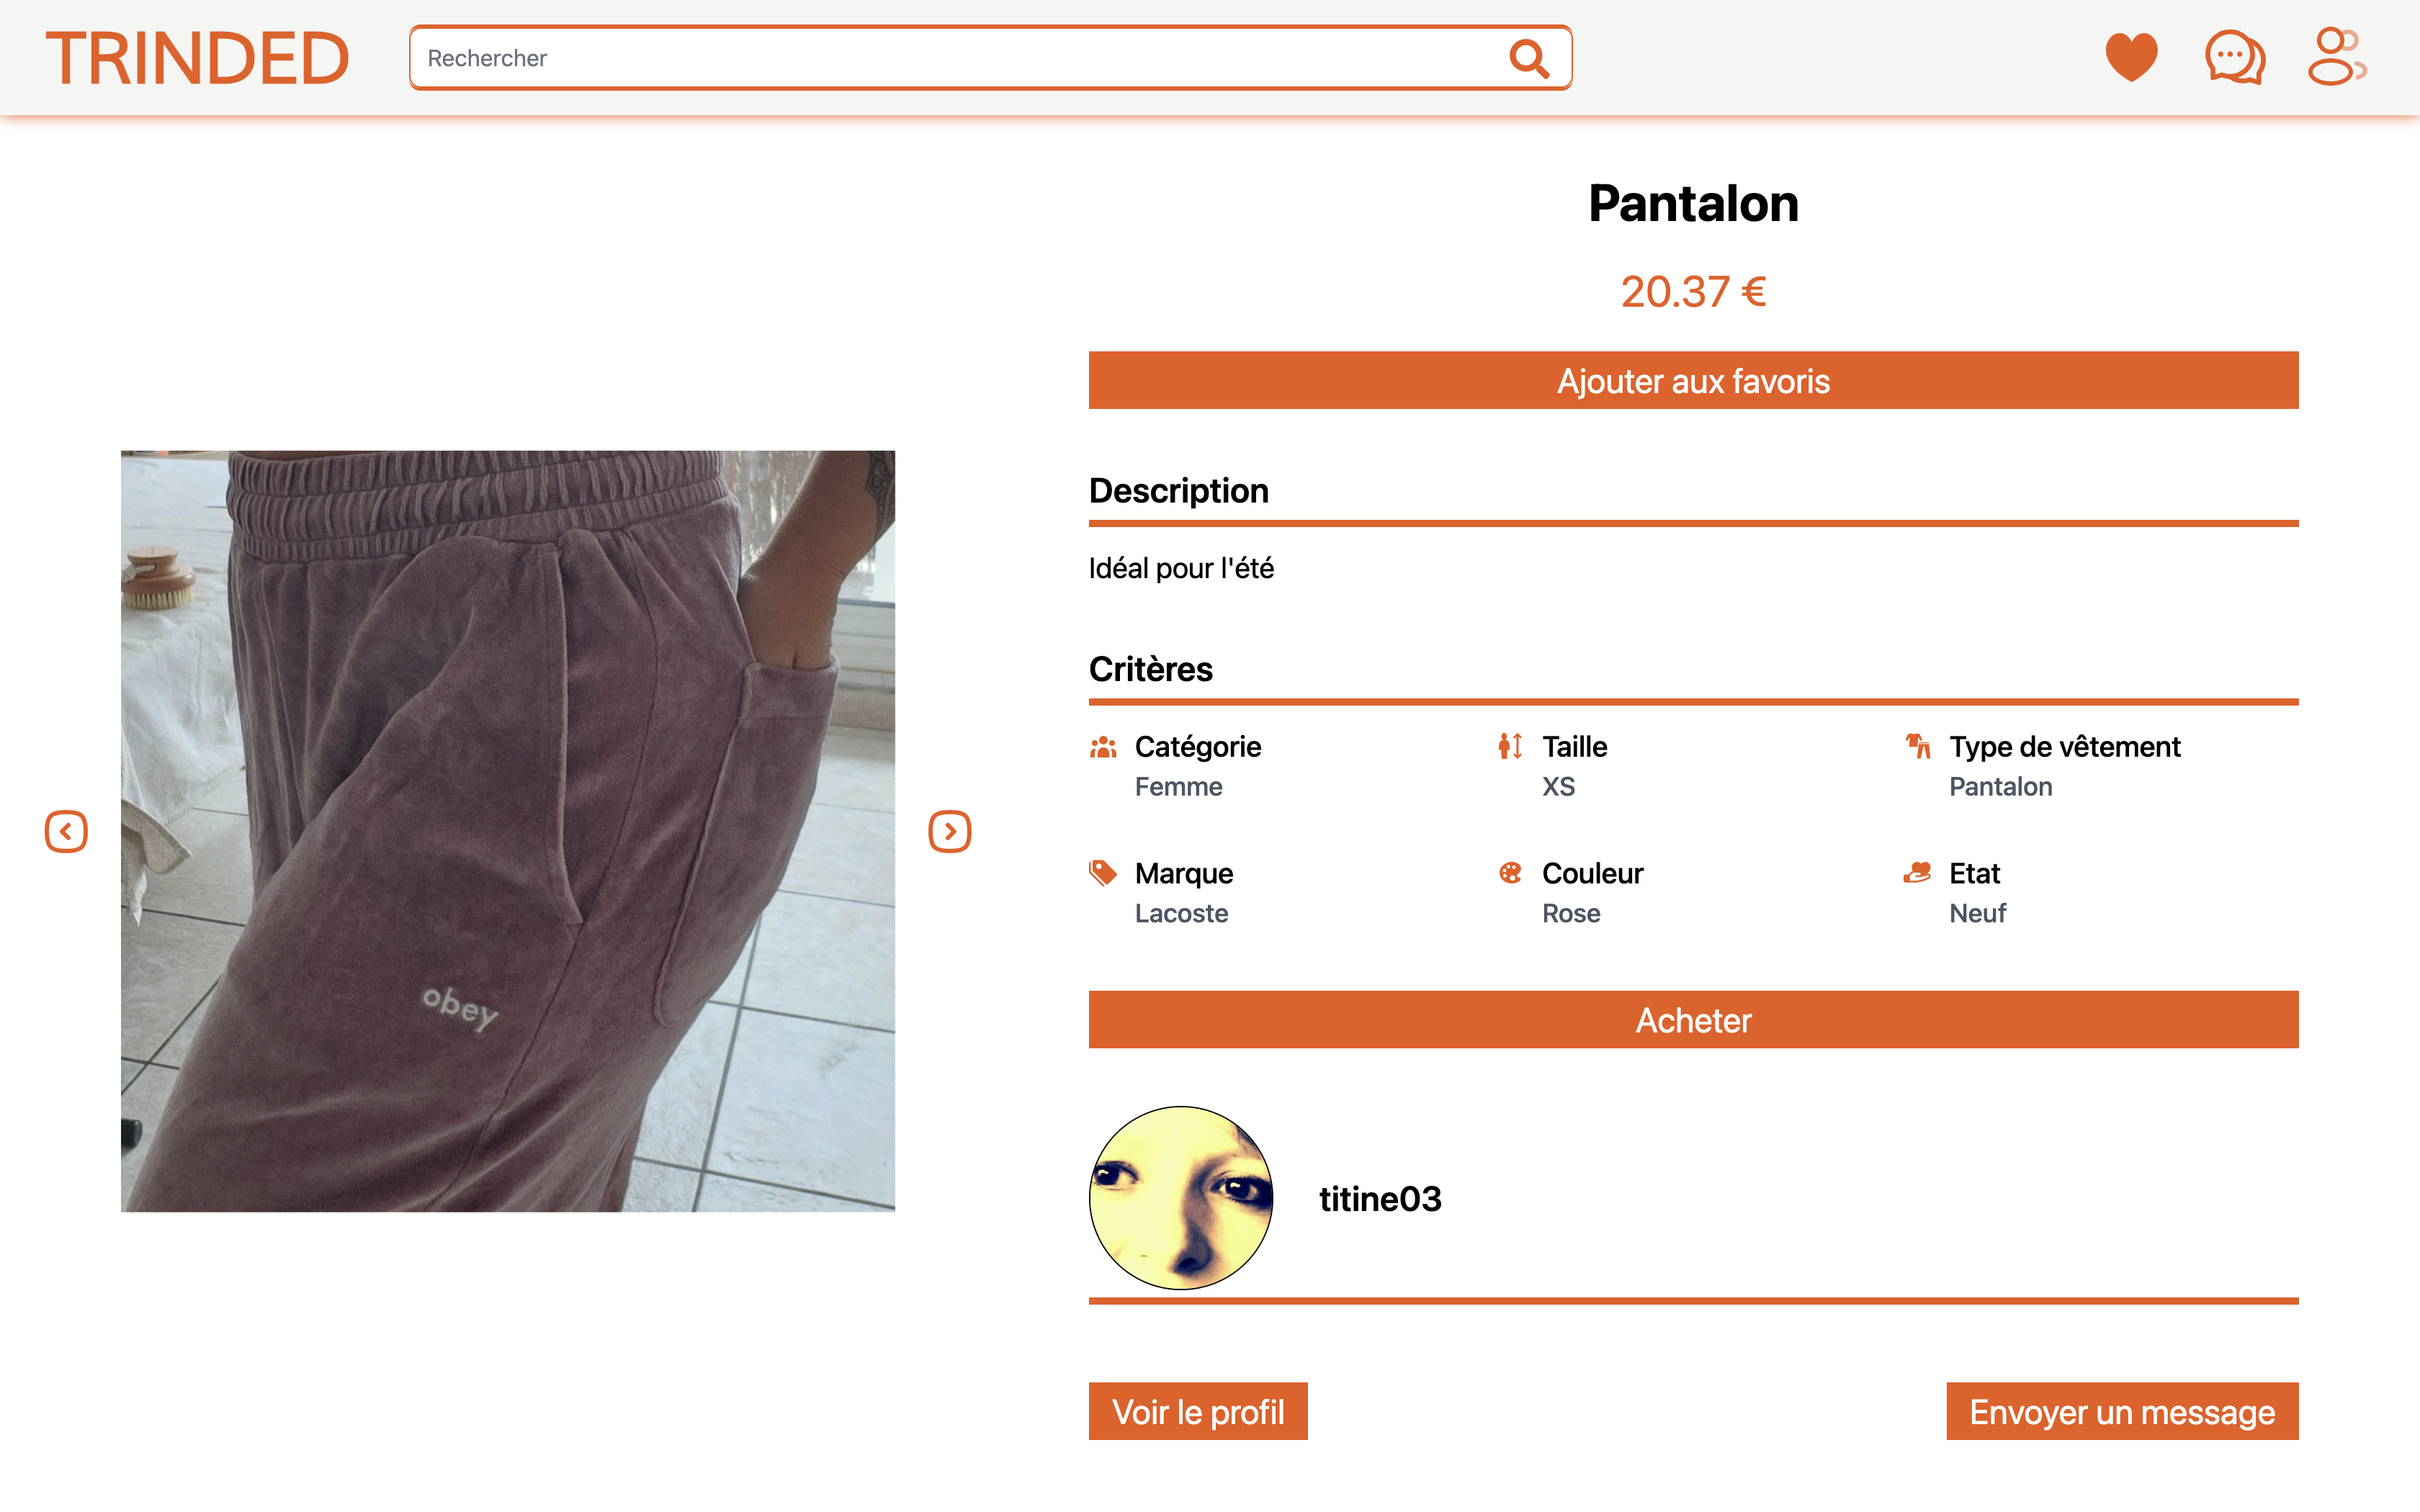 TRINDED
Rechercher
Pantalon
20.37 €
Ajouter aux favoris
Description
Idéal pour l'été
Critères
Catégorie
Femme
Taille
XS
Type de vêtement
Pantalon
Marque
Lacoste
Couleur
Rose
Etat
Neuf
obey
Acheter
titine03
Voir le profil
Envoyer un message